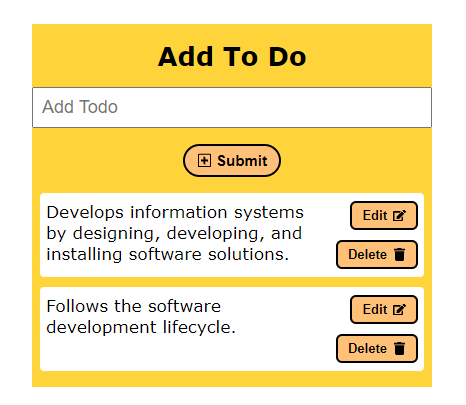 Add To Do
Add Todo
Submit
Develops information systems
by designing, developing, and
installing software solutions.
Edit
Delete
Follows the software
development lifecycle.
Edit
Delete